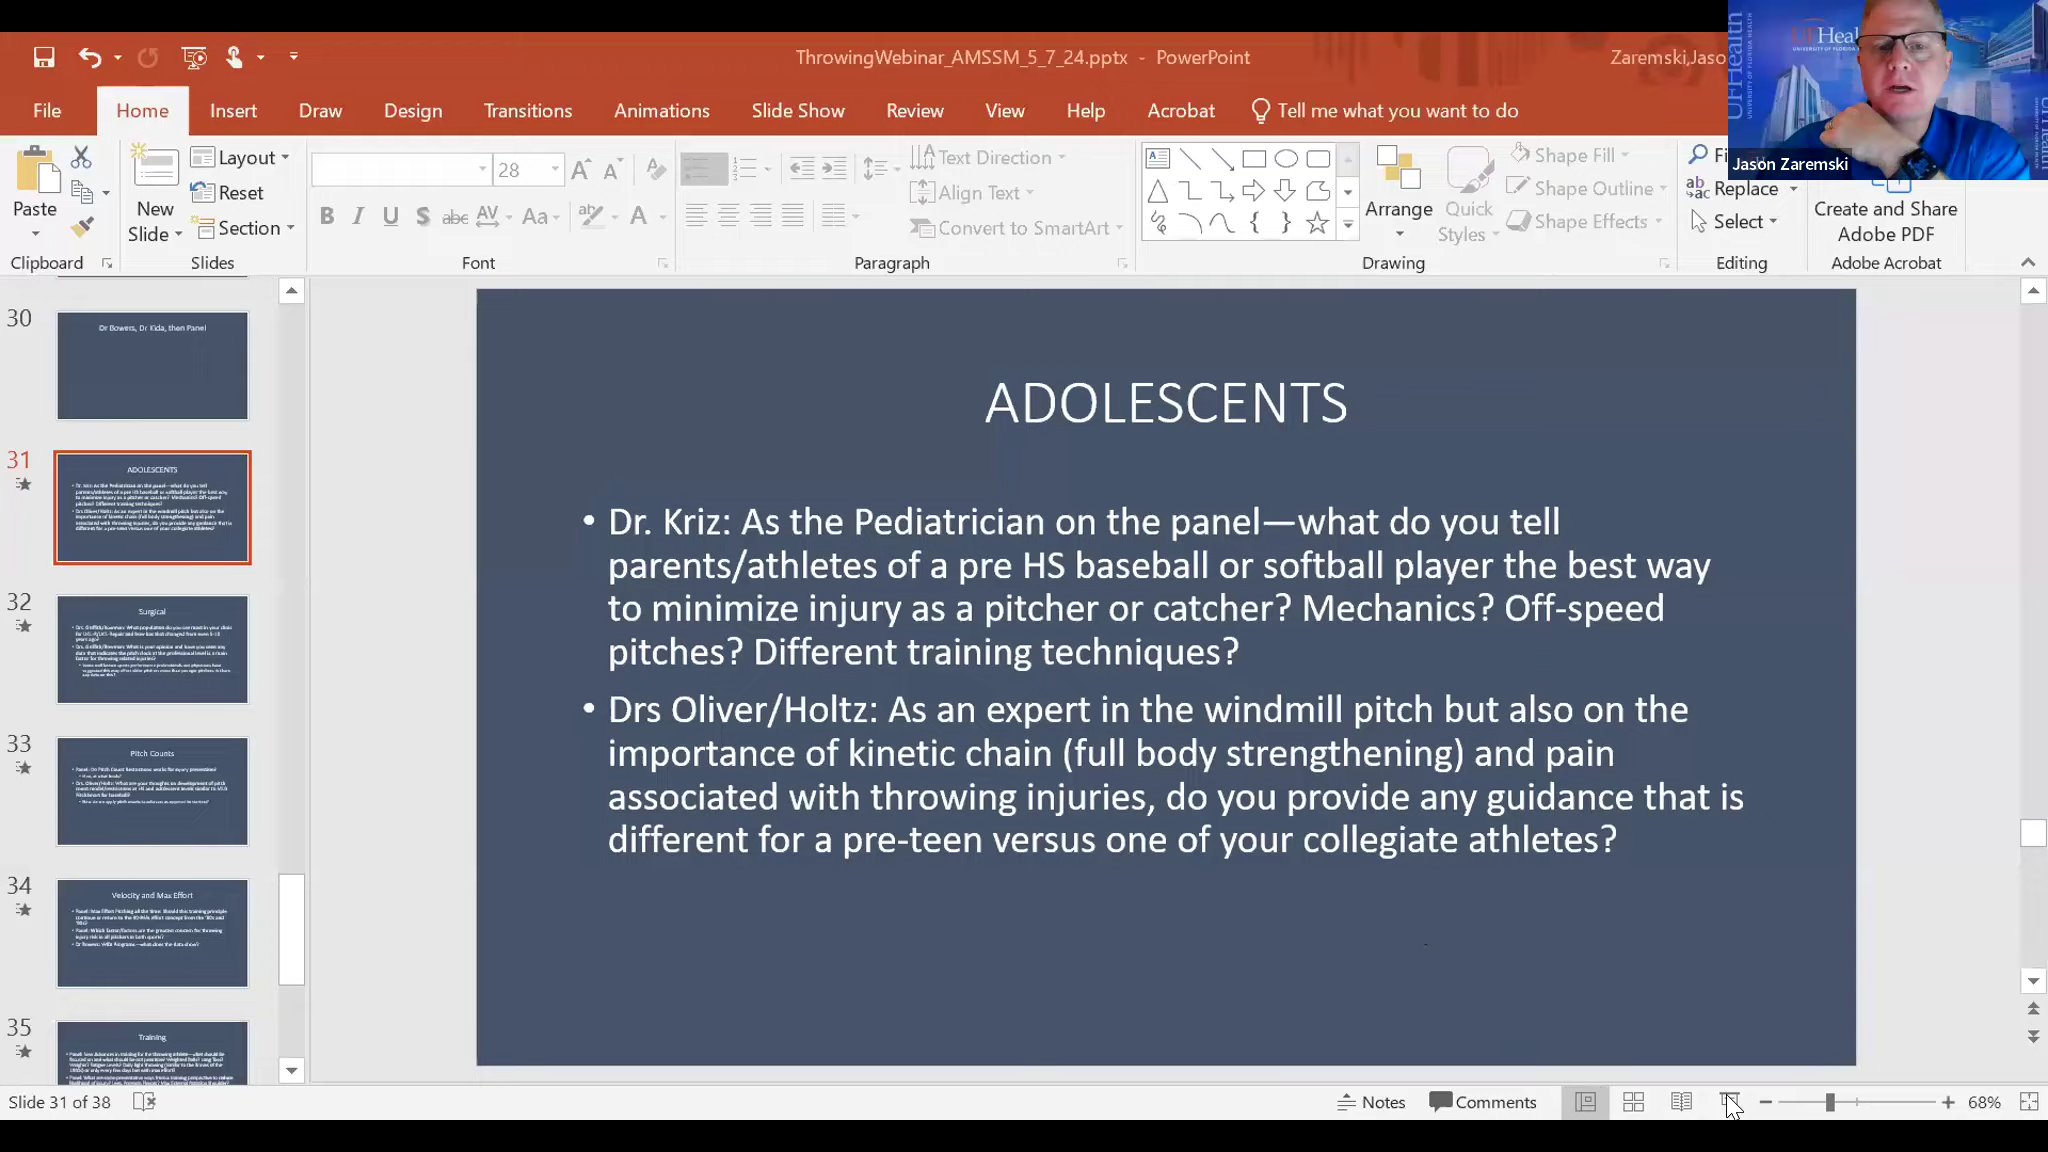 ThrowingWebinar_AMSSM_5_7_24.pptx - PowerPoint
Zaremski,Jaso
UFHeal
Jason Zaremski
File Home Insert Draw Design Transitions Animations Slide Show Review View Help Acrobat Tell me what you want to do
Paste
Clipboard
New
Slide
Layout
Reset
Section
Slides
28
B I U S abc AV Aa A
Font
Text Direction
Align Text
Convert to SmartArt
Paragraph
Arrange
Quick
Styles
Shape Fill
Shape Outline
Shape Effects
Drawing
Replace
Select
Editing
Create and Share
Adobe PDF
Adobe Acrobat
30
Dr Bowers, Dr Kida, then Panel
31
ADOLESCENTS
32
Surgical
33
Pitch Counts
34
Velocity and Max Effort
35
Training
ADOLESCENTS
• Dr. Kriz: As the Pediatrician on the panel—what do you tell
parents/athletes of a pre HS baseball or softball player the best way
to minimize injury as a pitcher or catcher? Mechanics? Off-speed
pitches? Different training techniques?
• Drs Oliver/Holtz: As an expert in the windmill pitch but also on the
importance of kinetic chain (full body strengthening) and pain
associated with throwing injuries, do you provide any guidance that is
different for a pre-teen versus one of your collegiate athletes?
Slide 31 of 38
Notes
Comments
68%